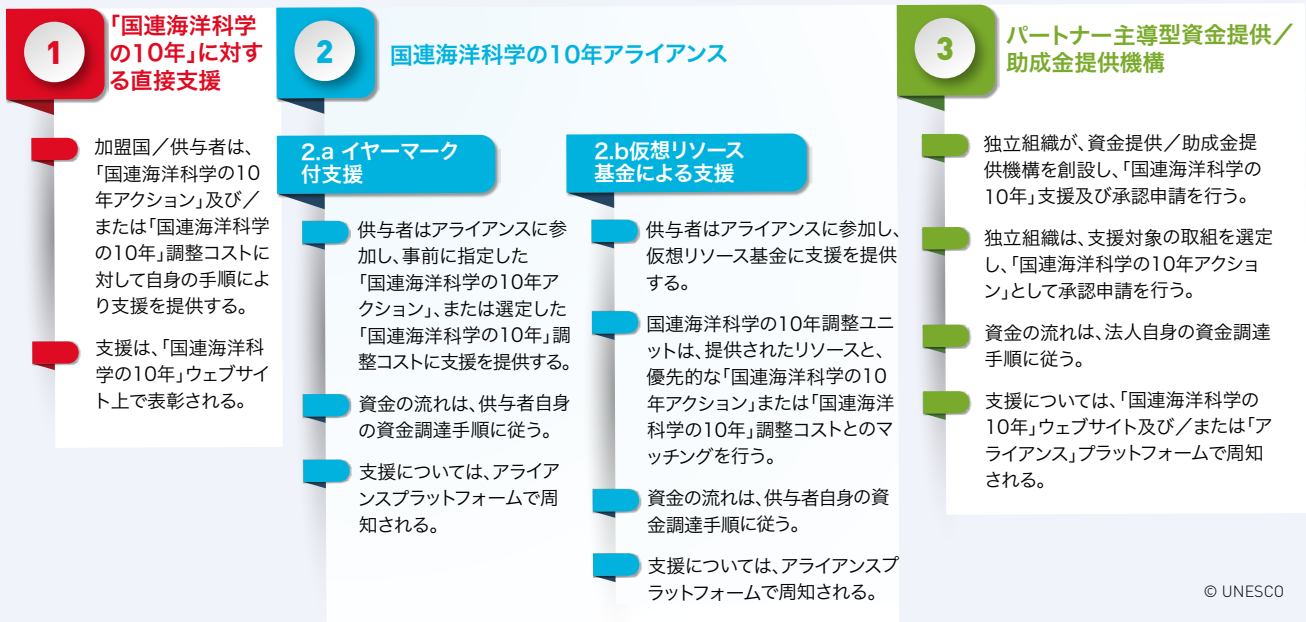 1
「国連海洋科学
の10年」に対す
る直接支援
加盟国／供与者は、
「国連海洋科学の10
年アクション」及び／
または「国連海洋科学
の10年」調整コストに
対して自身の手順によ
り支援を提供する。
支援は、「国連海洋科
学の10年」ウェブサイ
ト上で表彰される。
2
国連海洋科学の10年アライアンス
2.a イヤーマーク
付支援
供与者はアライアンスに参
加し、事前に指定した
「国連海洋科学の10年ア
クション」、または選定した
「国連海洋科学の10年」調
整コストに支援を提供する。
資金の流れは、供与者自身
の資金調達手順に従う。
支援については、アライア
ンスプラットフォームで周
知される。
2.b仮想リソース
基金による支援
供与者はアライアンスに参加し、
仮想リソース基金に支援を提供
する。
国連海洋科学の10年調整ユニ
ットは、提供されたリソースと、
優先的な「国連海洋科学の10
年アクション」または「国連海洋
科学の10年」調整コストとのマ
ッチングを行う。
資金の流れは、供与者自身の資
金調達手順に従う。
支援については、アライアンスプ
ラットフォームで周知される。
3
パートナー主導型資金提供／
助成金提供機構
独立組織が、資金提供／助成金提
供機構を創設し、「国連海洋科学の
10年」支援及び承認申請を行う。
独立組織は、支援対象の取組を選定
し、「国連海洋科学の10年アクショ
ン」として承認申請を行う。
資金の流れは、法人自身の資金調達
手順に従う。
支援については、「国連海洋科学の
10年」ウェブサイト及び／または「ア
ライアンス」プラットフォームで周知
される。
© UNESCO